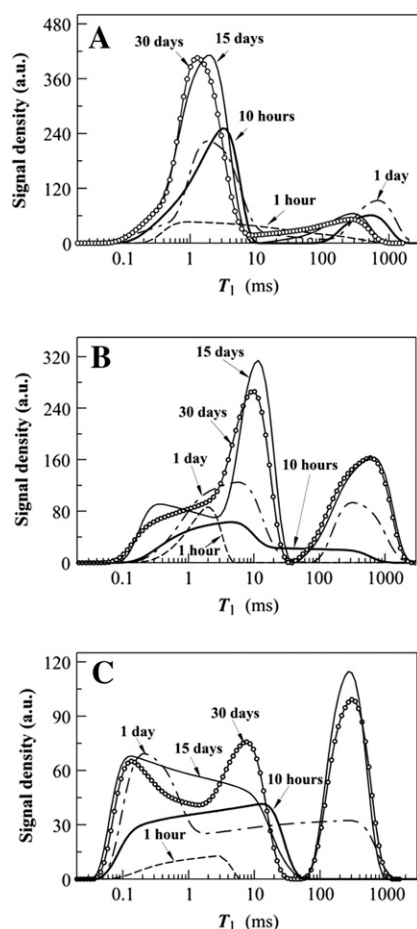 A
480
360
240
120
0
Signal density (a.u.)
30 days
15 days
10 hours
1 hour
1 day
0.1 1 10 100 1000
T1 (ms)
B
320
240
160
80
0
Signal density (a.u.)
15 days
30 days
1 day
10 hours
1 hour
0.1 1 10 100 1000
T1 (ms)
C
120
90
60
30
0
Signal density (a.u.)
1 day
30 days
15 days
10 hours
1 hour
0.1 1 10 100 1000
T1 (ms)